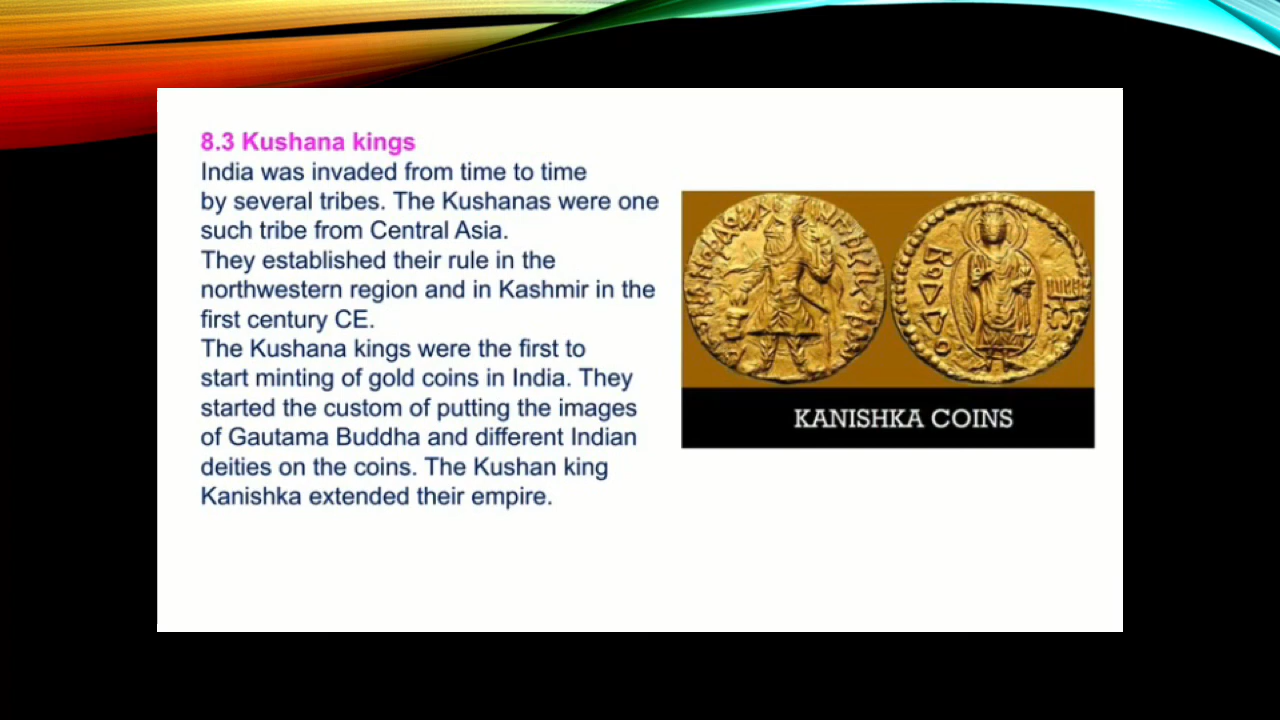 8.3 Kushana kings
India was invaded from time to time
by several tribes. The Kushanas were one
such tribe from Central Asia.
They established their rule in the
northwestern region and in Kashmir in the
first century CE.
The Kushana kings were the first to
start minting of gold coins in India. They
started the custom of putting the images
of Gautama Buddha and different Indian
deities on the coins. The Kushan king
Kanishka extended their empire.
ΒΟΔΔΟ
KANISHKA COINS